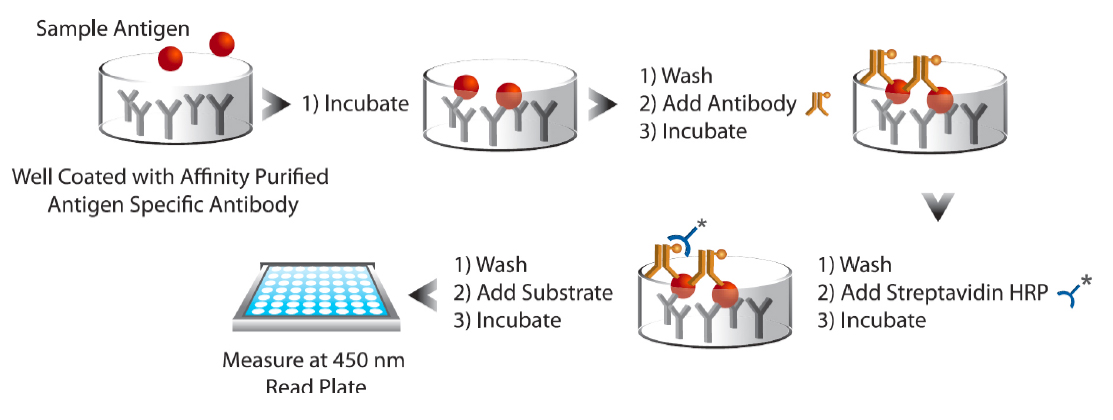 Sample Antigen
1) Incubate
1) Wash
2) Add Antibody
3) Incubate
Well Coated with Affinity Purified
Antigen Specific Antibody
*
1) Wash
2) Add Streptavidin HRP
*
3) Incubate
1) Wash
2) Add Substrate
3) Incubate
Measure at 450 nm
Read Plate